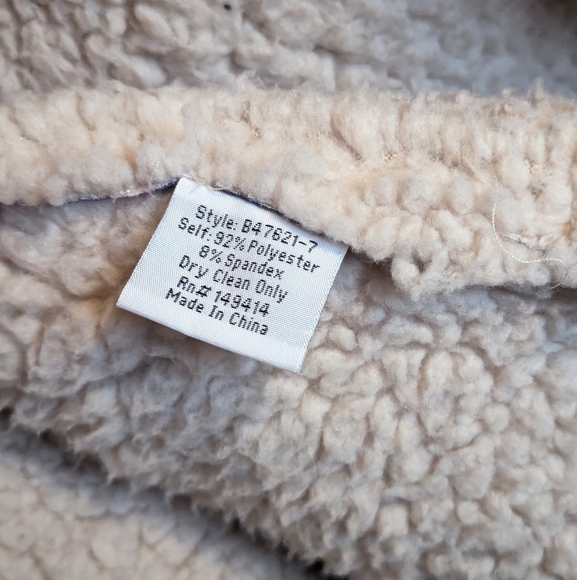 Style: B47621-7
Self: 92% Polyester
8% Spandex
Dry Clean Only
Rn# 149414
Made In China